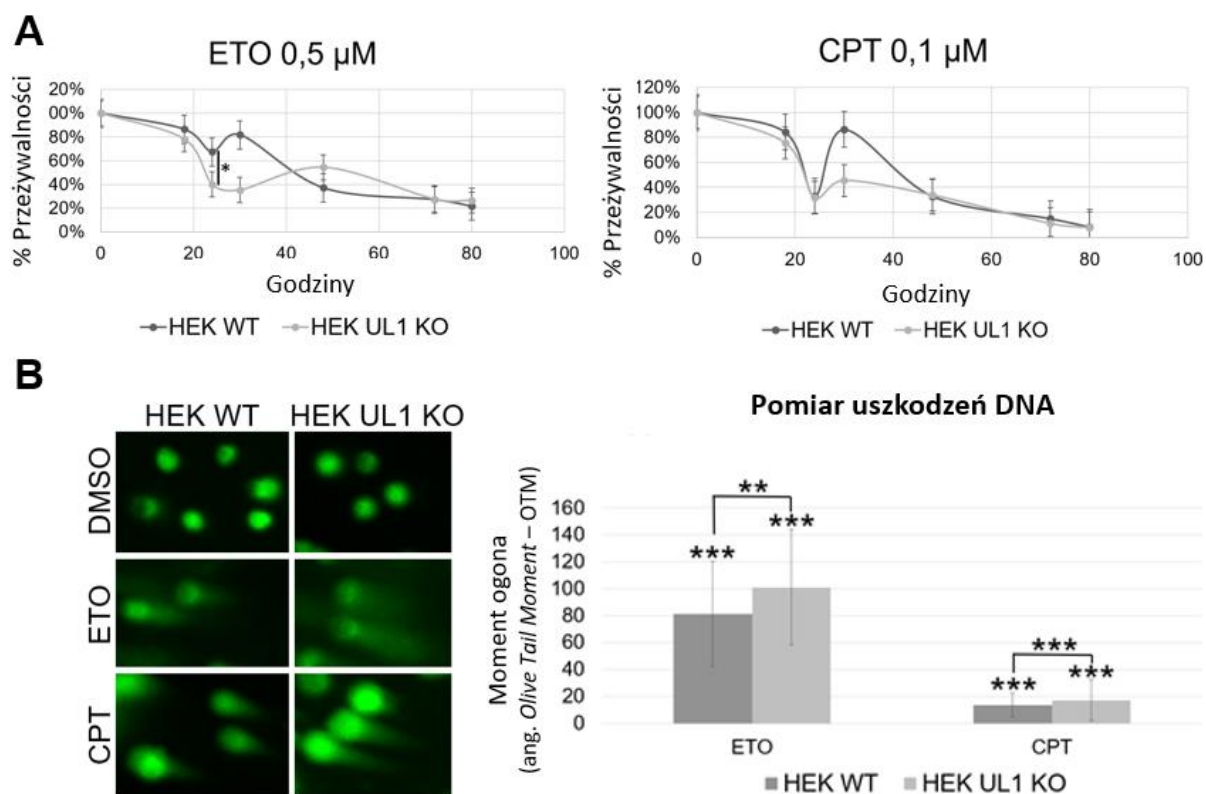 A
ETO 0,5 µM
% Przeżywalności
20%
00%
80%
60%
40%
20%
0%
*
0 20 40 60 80 100
Godziny
HEK WT HEK UL1 KO
CPT 0,1 µM
% Przeżywalności
120%
100%
80%
60%
40%
20%
0%
0 20 40 60 80 100
Godziny
HEK WT HEK UL1 KO
B
HEK WT HEK UL1 KO
DMSO
ETO
CPT
Pomiar uszkodzeń DNA
Moment ogona
(ang. Olive Tail Moment – OTM)
160
140
120
100
80
60
40
20
0
**
*** ***
***
*** ***
ETO CPT
HEK WT HEK UL1 KO